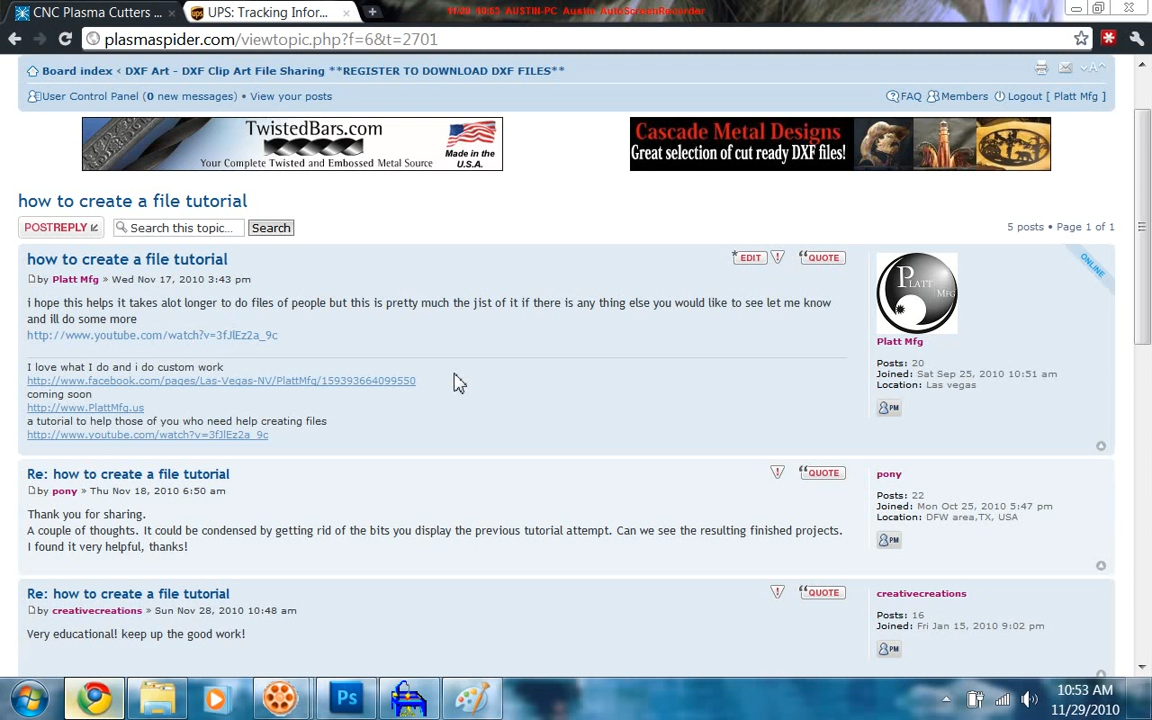 11/29 10:53 AUSTIN-PC Austin AutoScreenRecorder
CNC Plasma Cutters ... ×
UPS: Tracking Infor... ×
plasmaspider.com/viewtopic.php?f=6&t=2701
Board index ‹ DXF Art - DXF Clip Art File Sharing **REGISTER TO DOWNLOAD DXF FILES**
User Control Panel (0 new messages) • View your posts
FAQ Members Logout [ Platt Mfg ]
TwistedBars.com
Your Complete Twisted and Embossed Metal Source
Made in the U.S.A.
Cascade Metal Designs
Great selection of cut ready DXF files!
how to create a file tutorial
POSTREPLY Search this topic... Search
5 posts • Page 1 of 1
how to create a file tutorial
EDIT ! QUOTE
by Platt Mfg » Wed Nov 17, 2010 3:43 pm
i hope this helps it takes alot longer to do files of people but this is pretty much the jist of it if there is any thing else you would like to see let me know
and ill do some more
http://www.youtube.com/watch?v=3fJlEz2a_9c
I love what I do and i do custom work
http://www.facebook.com/pages/Las-Vegas-NV/PlattMfg/159393664099550
coming soon
http://www.PlattMfg.us
a tutorial to help those of you who need help creating files
http://www.youtube.com/watch?v=3fJlEz2a_9c
ONLINE
PLATT MFG
Platt Mfg
Posts: 20
Joined: Sat Sep 25, 2010 10:51 am
Location: Las vegas
PM
Re: how to create a file tutorial
! QUOTE
by pony » Thu Nov 18, 2010 6:50 am
Thank you for sharing.
A couple of thoughts. It could be condensed by getting rid of the bits you display the previous tutorial attempt. Can we see the resulting finished projects.
I found it very helpful, thanks!
pony
Posts: 22
Joined: Mon Oct 25, 2010 5:47 pm
Location: DFW area,TX, USA
PM
Re: how to create a file tutorial
! QUOTE
by creativecreations » Sun Nov 28, 2010 10:48 am
Very educational! keep up the good work!
creativecreations
Posts: 16
Joined: Fri Jan 15, 2010 9:02 pm
PM
Ps
10:53 AM
11/29/2010